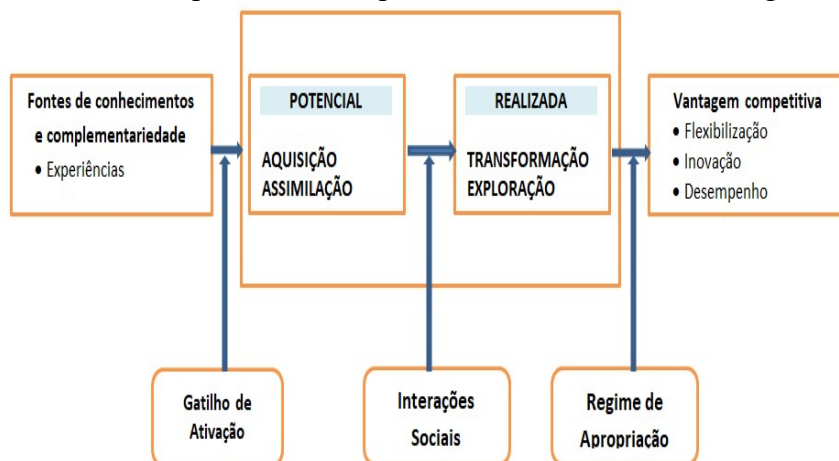 Fontes de conhecimentos
e complementariedade
• Experiências
POTENCIAL
AQUISIÇÃO
ASSIMILAÇÃO
REALIZADA
TRANSFORMAÇÃO
EXPLORAÇÃO
Vantagem competitiva
• Flexibilização
• Inovação
• Desempenho
Gatilho de
Ativação
Interações
Sociais
Regime de
Apropriação